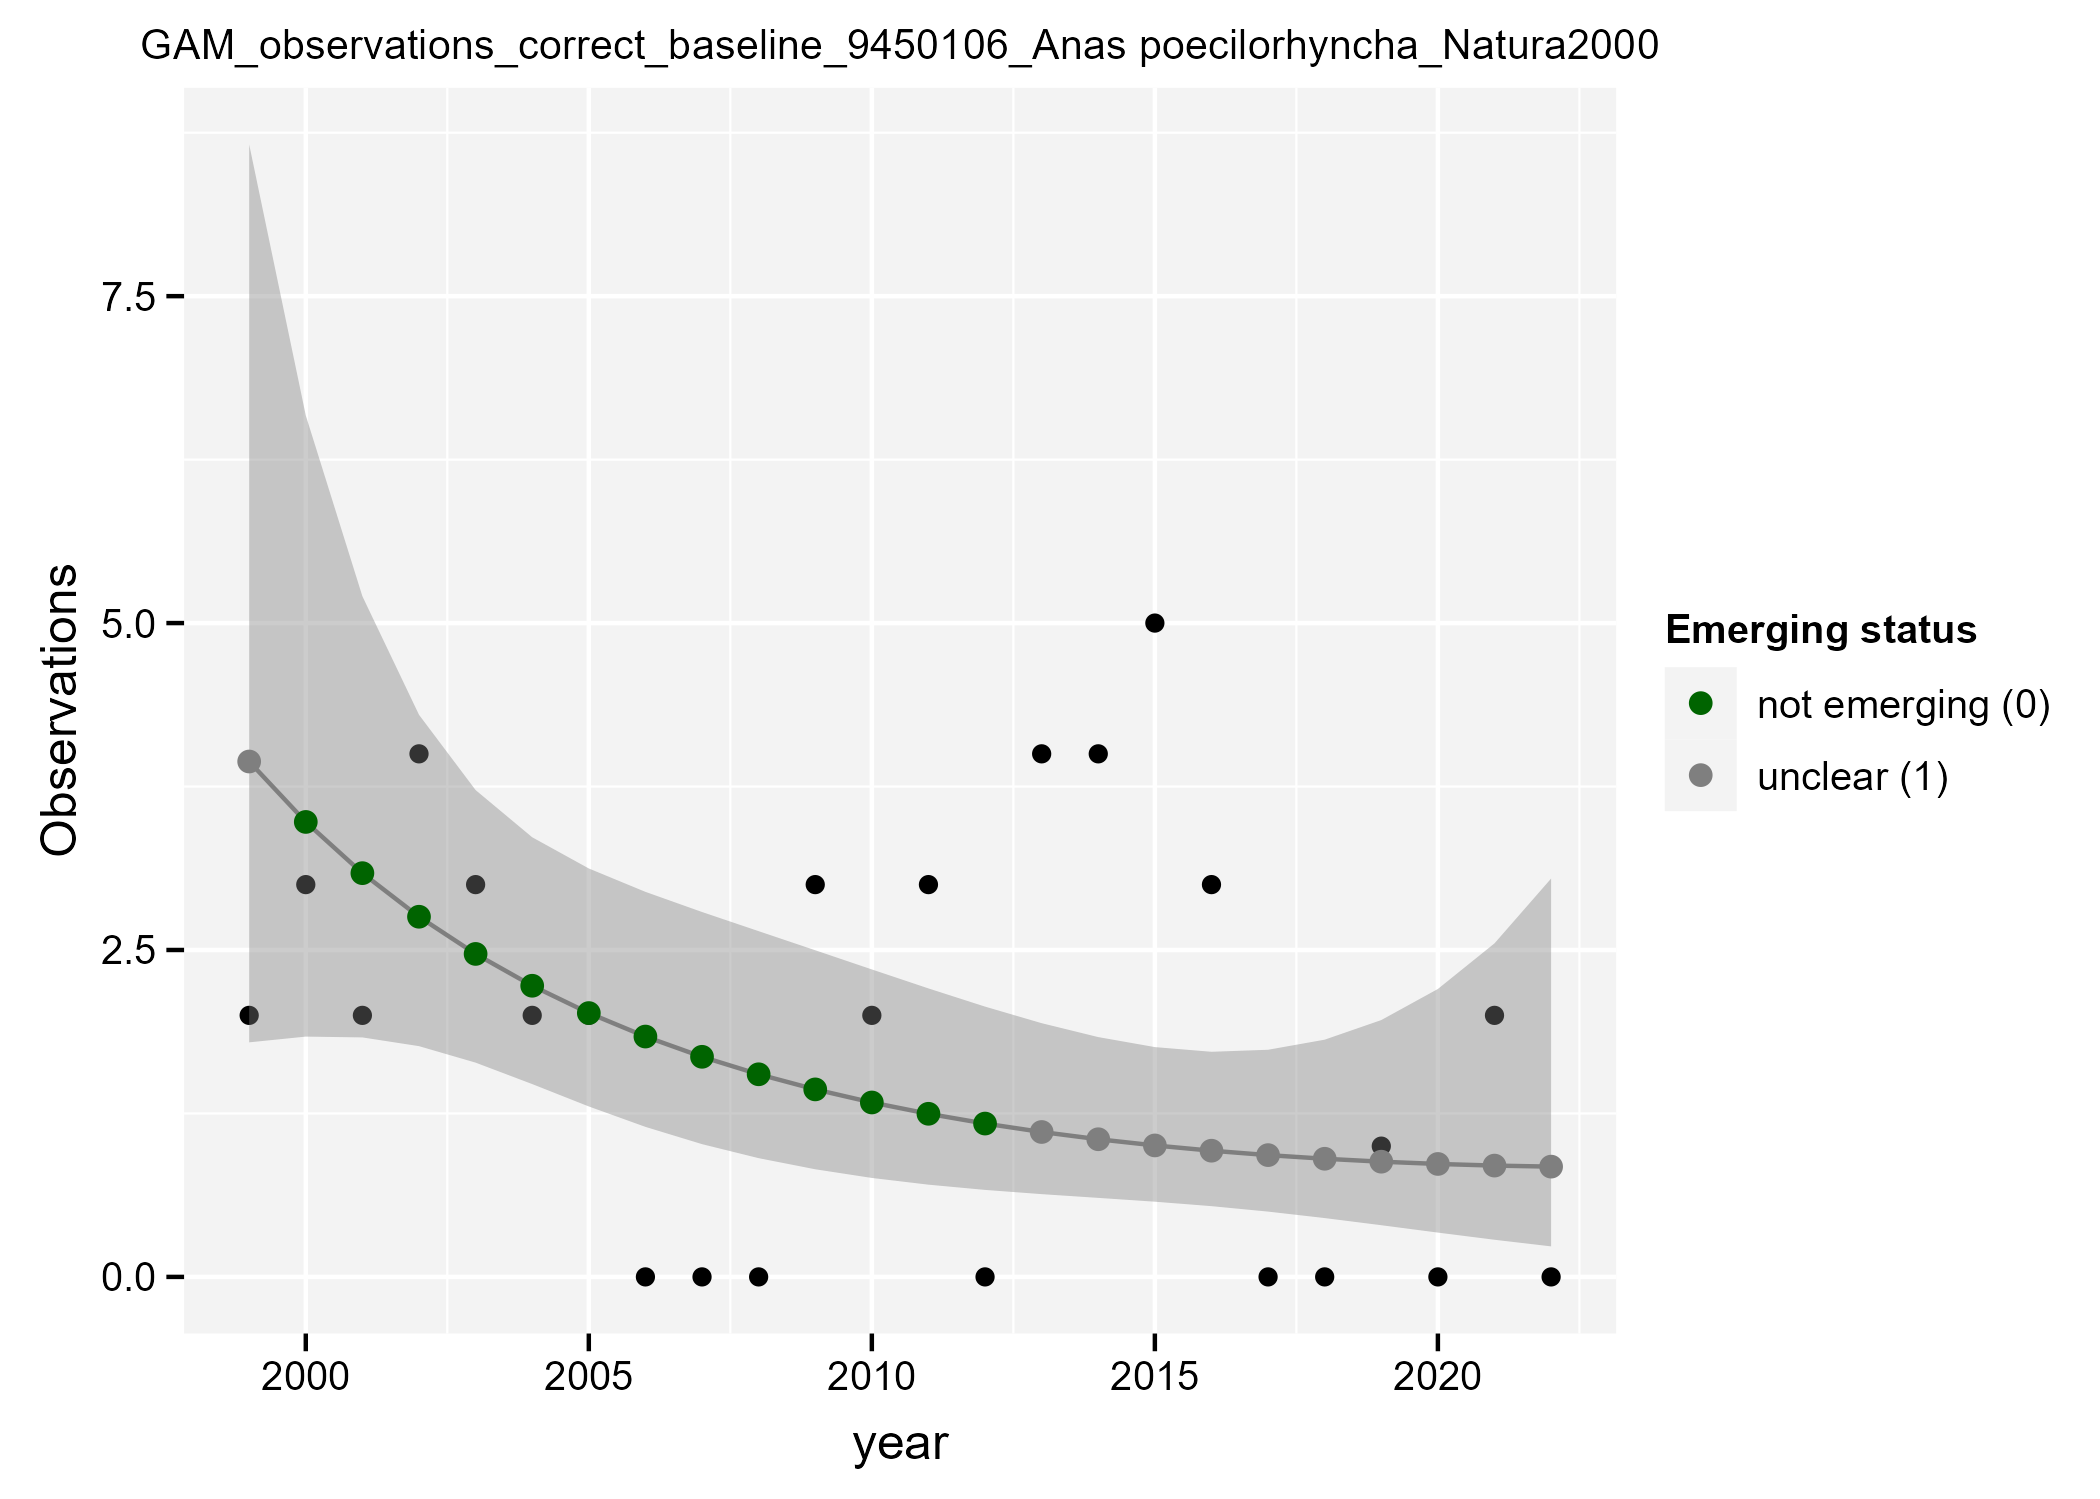 GAM_observations_correct_baseline_9450106_Anas poecilorhyncha_Natura2000
Observations
7.5
5.0
2.5
0.0
2000
2005
2010
2015
2020
year
Emerging status
not emerging (0)
unclear (1)